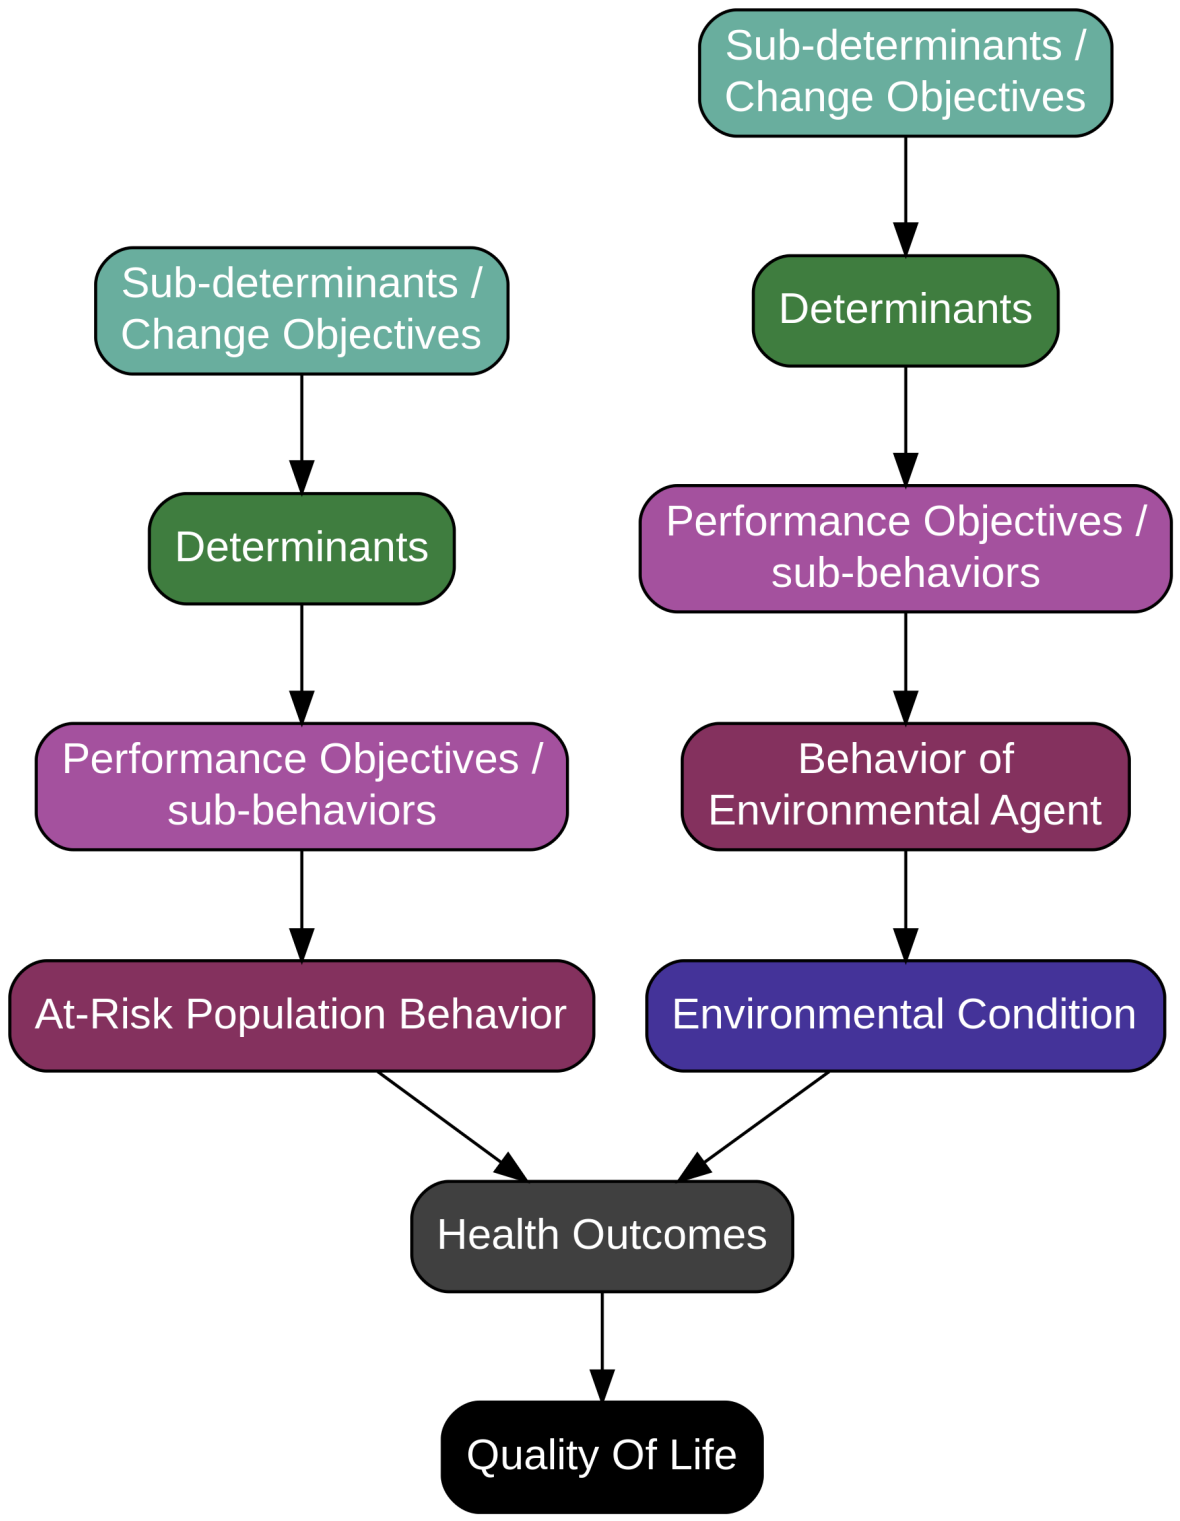 Sub-determinants /
Change Objectives
Sub-determinants /
Change Objectives
Determinants
Determinants
Performance Objectives /
sub-behaviors
Performance Objectives /
sub-behaviors
Behavior of
Environmental Agent
At-Risk Population Behavior
Environmental Condition
Health Outcomes
Quality Of Life